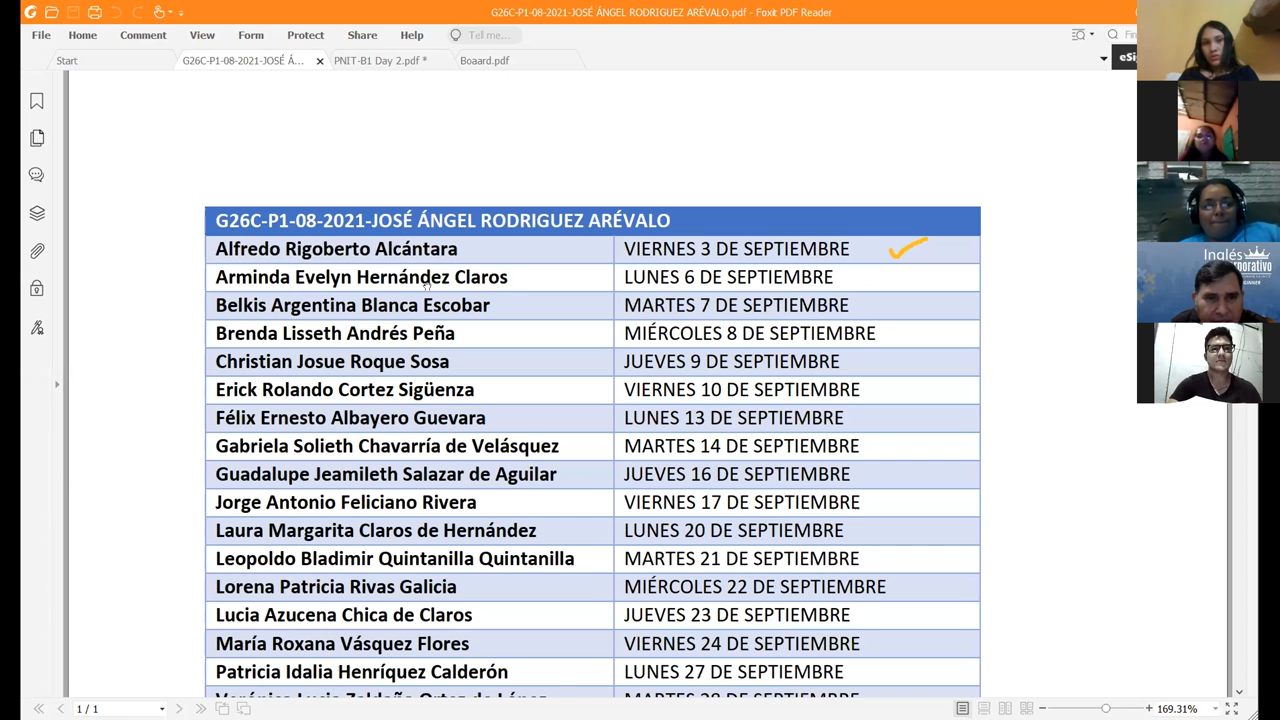 G26C-P1-08-2021-JOSÉ ÁNGEL RODRIGUEZ ARÉVALO.pdf - Foxit PDF Reader
File Home Comment View Form Protect Share Help Tell me...
Start G26C-P1-08-2021-JOSÉ Á... PNIT-B1 Day 2.pdf * Boaard.pdf
G26C-P1-08-2021-JOSÉ ÁNGEL RODRIGUEZ ARÉVALO
Alfredo Rigoberto Alcántara VIERNES 3 DE SEPTIEMBRE
Arminda Evelyn Hernández Claros LUNES 6 DE SEPTIEMBRE
Belkis Argentina Blanca Escobar MARTES 7 DE SEPTIEMBRE
Brenda Lisseth Andrés Peña MIÉRCOLES 8 DE SEPTIEMBRE
Christian Josue Roque Sosa JUEVES 9 DE SEPTIEMBRE
Erick Rolando Cortez Sigüenza VIERNES 10 DE SEPTIEMBRE
Félix Ernesto Albayero Guevara LUNES 13 DE SEPTIEMBRE
Gabriela Solieth Chavarría de Velásquez MARTES 14 DE SEPTIEMBRE
Guadalupe Jeamileth Salazar de Aguilar JUEVES 16 DE SEPTIEMBRE
Jorge Antonio Feliciano Rivera VIERNES 17 DE SEPTIEMBRE
Laura Margarita Claros de Hernández LUNES 20 DE SEPTIEMBRE
Leopoldo Bladimir Quintanilla Quintanilla MARTES 21 DE SEPTIEMBRE
Lorena Patricia Rivas Galicia MIÉRCOLES 22 DE SEPTIEMBRE
Lucia Azucena Chica de Claros JUEVES 23 DE SEPTIEMBRE
María Roxana Vásquez Flores VIERNES 24 DE SEPTIEMBRE
Patricia Idalia Henríquez Calderón LUNES 27 DE SEPTIEMBRE
1 / 1 169.31%
Inglés